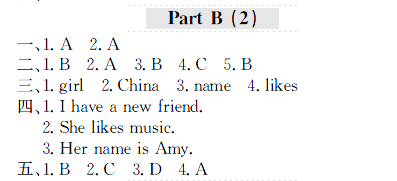 Part B (2)
一、1. A 2. A
二、1. B 2. A 3. B 4. C 5. B
三、1. girl 2. China 3. name 4. likes
四、1. I have a new friend.
2. She likes music.
3. Her name is Amy.
五、1. B 2. C 3. D 4. A